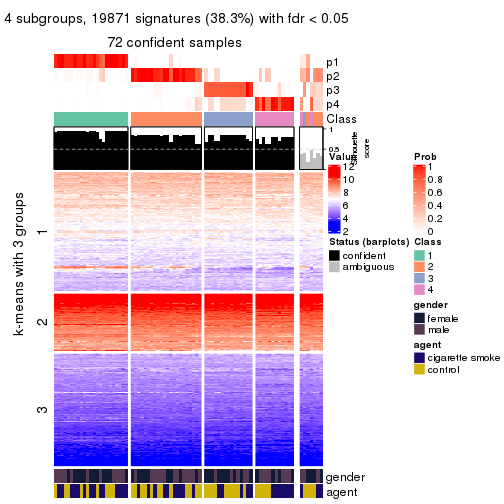 4 subgroups, 19871 signatures (38.3%) with fdr < 0.05
72 confident samples
p1
p2
p3
p4
Class
1
0.5
0
Silhouette
score
k-means with 3 groups
1
2
3
Value
12
10
8
6
4
2
Prob
1
0.8
0.6
0.4
0.2
0
Status (barplots)
confident
ambiguous
Class
1
2
3
4
gender
female
male
agent
cigarette smoke
control
gender
agent